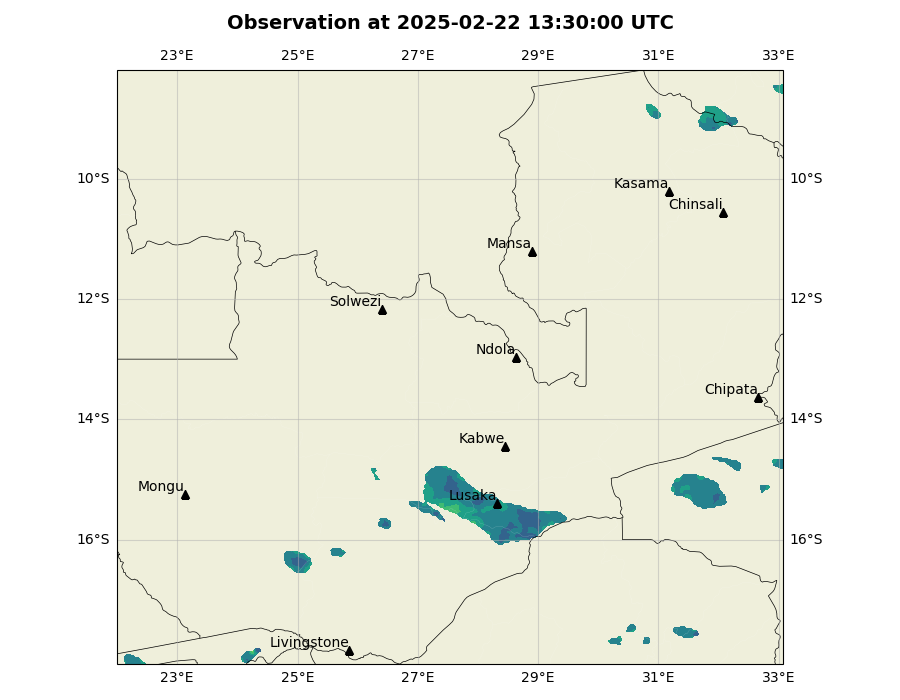 Observation at 2025-02-22 13:30:00 UTC
23°E 25°E 27°E 29°E 31°E 33°E
10°S 10°S
Kasama
Chinsali
Mansa
12°S 12°S
Solwezi
Ndola
Chipata
14°S 14°S
Kabwe
Mongu
Lusaka
16°S 16°S
Livingstone
23°E 25°E 27°E 29°E 31°E 33°E